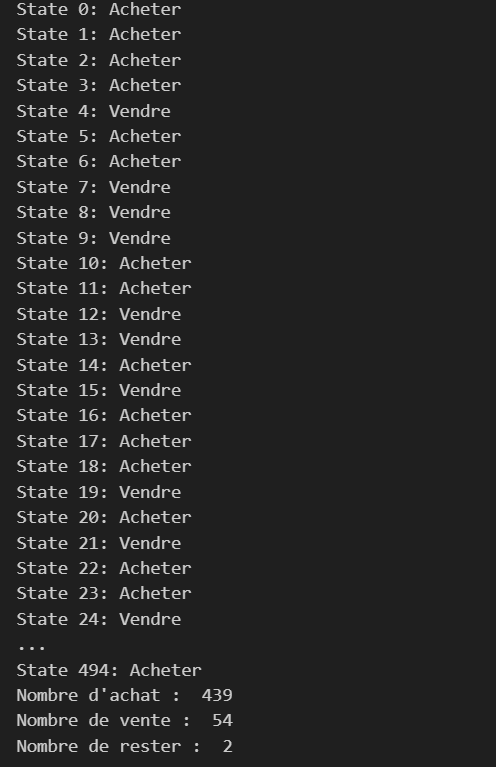 State 0: Acheter
State 1: Acheter
State 2: Acheter
State 3: Acheter
State 4: Vendre
State 5: Acheter
State 6: Acheter
State 7: Vendre
State 8: Vendre
State 9: Vendre
State 10: Acheter
State 11: Acheter
State 12: Vendre
State 13: Vendre
State 14: Acheter
State 15: Vendre
State 16: Acheter
State 17: Acheter
State 18: Acheter
State 19: Vendre
State 20: Acheter
State 21: Vendre
State 22: Acheter
State 23: Acheter
State 24: Vendre
...
State 494: Acheter
Nombre d'achat :  439
Nombre de vente :  54
Nombre de rester :  2